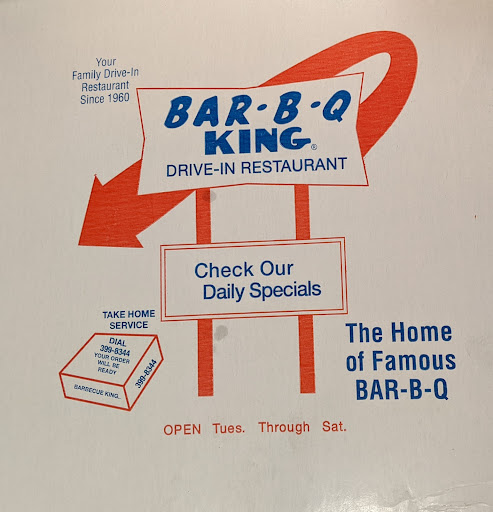 Your
Family Drive-In
Restaurant
Since 1960
BAR-B-Q
KING®
DRIVE-IN RESTAURANT
Check Our
Daily Specials
TAKE HOME
SERVICE
DIAL
399-8344
YOUR ORDER
WILL BE
READY
BARBECUE KING
399-8344
The Home
of Famous
BAR-B-Q
OPEN Tues. Through Sat.